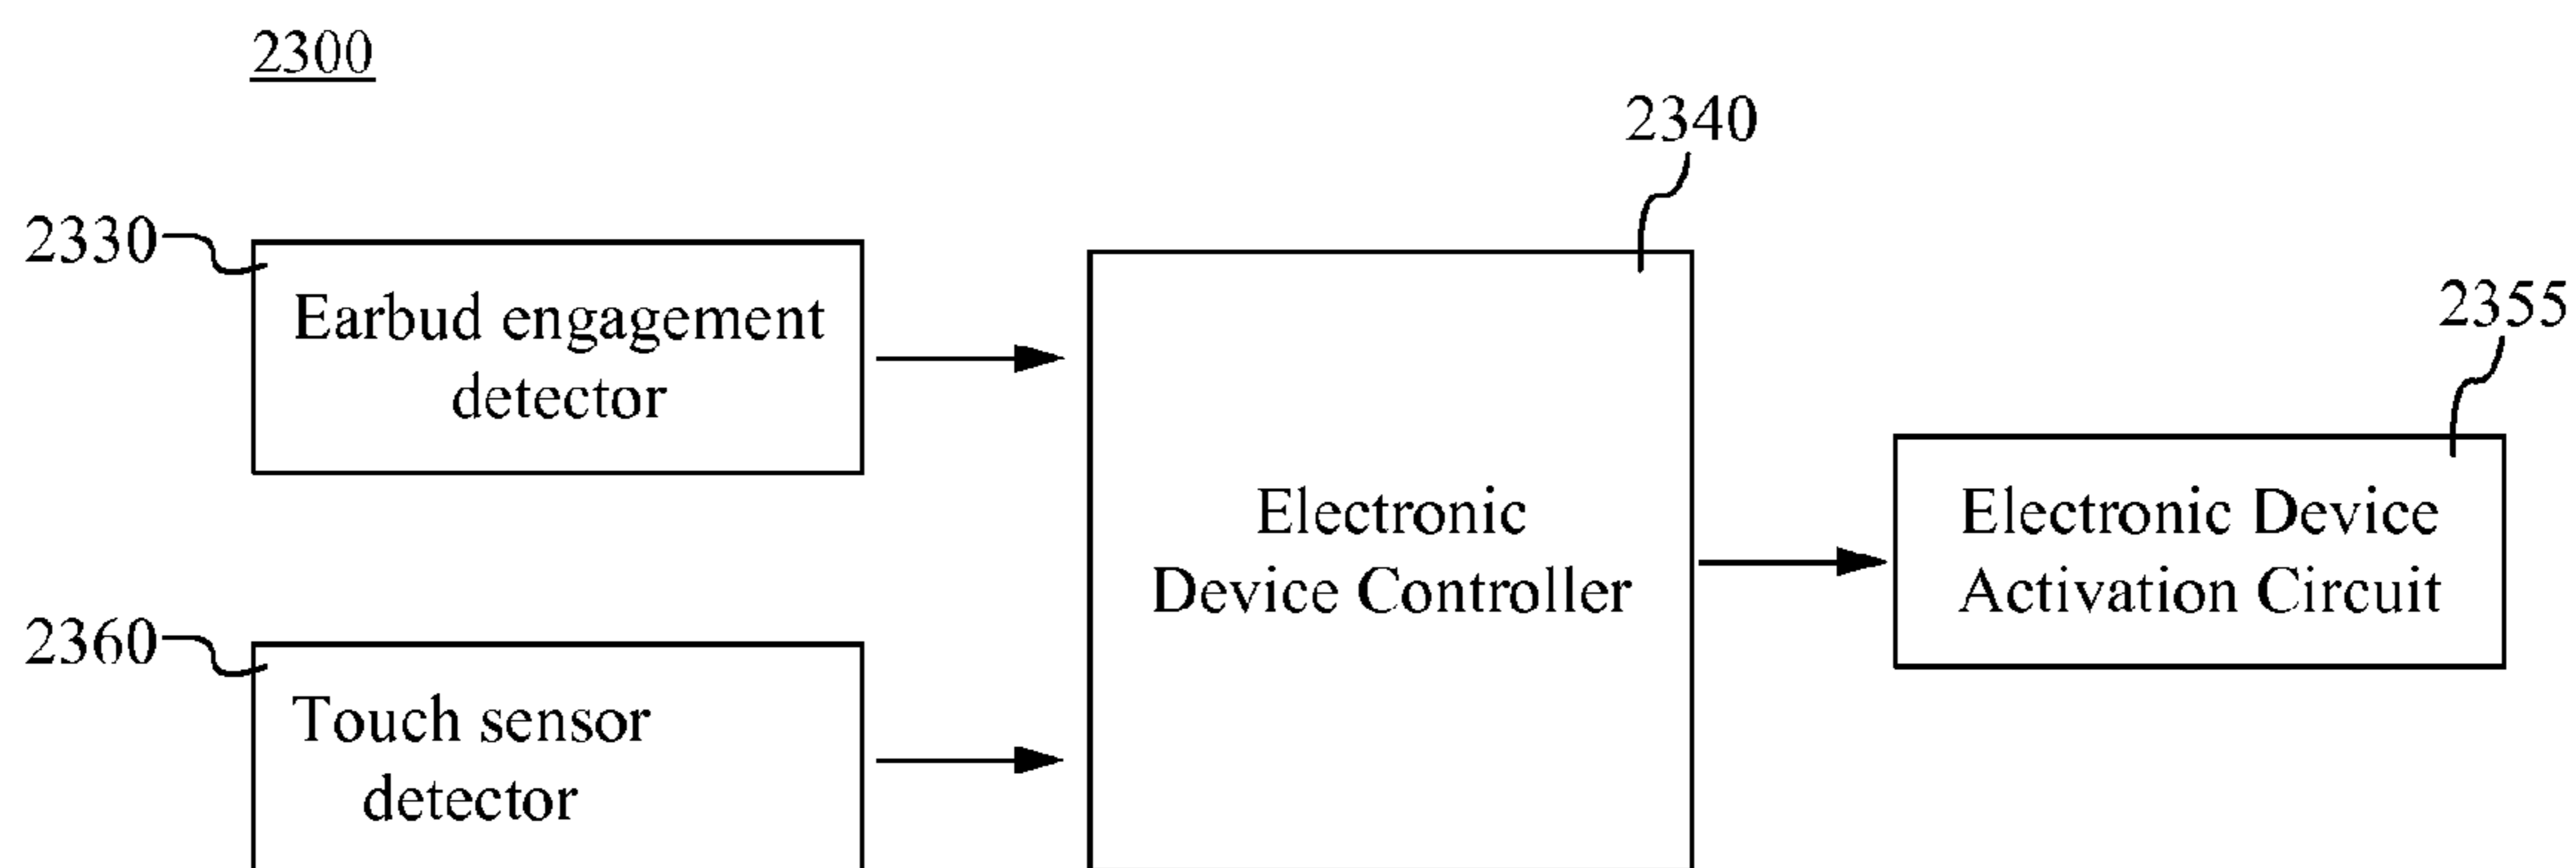 2300
2340
2330
Earbud engagement
detector
2355
Electronic
Device Controller
Electronic Device
Activation Circuit
2360
Touch sensor
detector